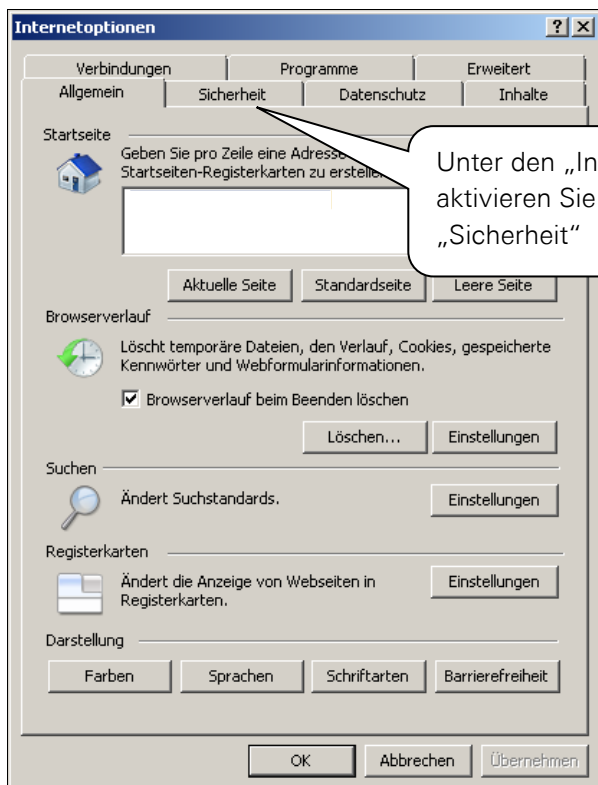 Internetoptionen
Verbindungen Programme Erweitert
Allgemein Sicherheit Datenschutz Inhalte
Startseite
Geben Sie pro Zeile eine Adresse
Startseiten-Registerkarten zu erstellen
Unter den „In
aktivieren Sie
„Sicherheit“
Aktuelle Seite Standardseite Leere Seite
Browserverlauf
Löscht temporäre Dateien, den Verlauf, Cookies, gespeicherte
Kennwörter und Webformularinformationen.
Browserverlauf beim Beenden löschen
Löschen... Einstellungen
Suchen
Ändert Suchstandards.
Einstellungen
Registerkarten
Ändert die Anzeige von Webseiten in
Registerkarten.
Einstellungen
Darstellung
Farben Sprachen Schriftarten Barrierefreiheit
OK Abbrechen Übernehmen